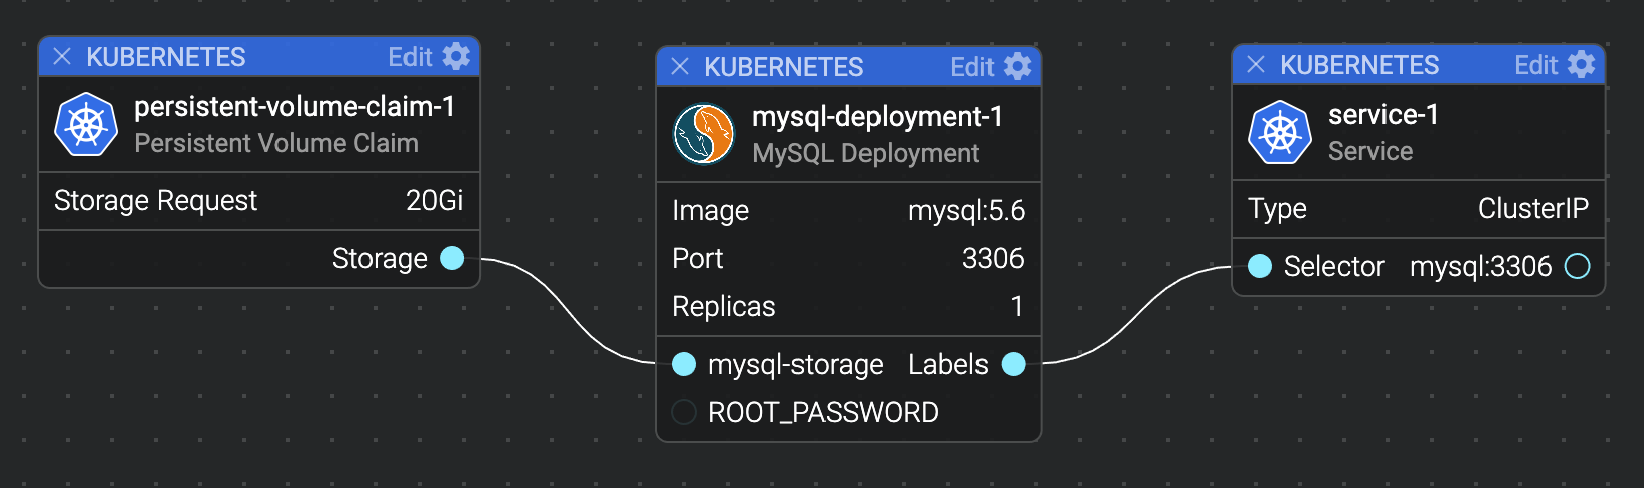 KUBERNETES Edit
persistent-volume-claim-1
Persistent Volume Claim
Storage Request 20Gi
Storage
KUBERNETES Edit
mysql-deployment-1
MySQL Deployment
Image mysql:5.6
Port 3306
Replicas 1
mysql-storage Labels
ROOT_PASSWORD
KUBERNETES Edit
service-1
Service
Type ClusterIP
Selector mysql:3306